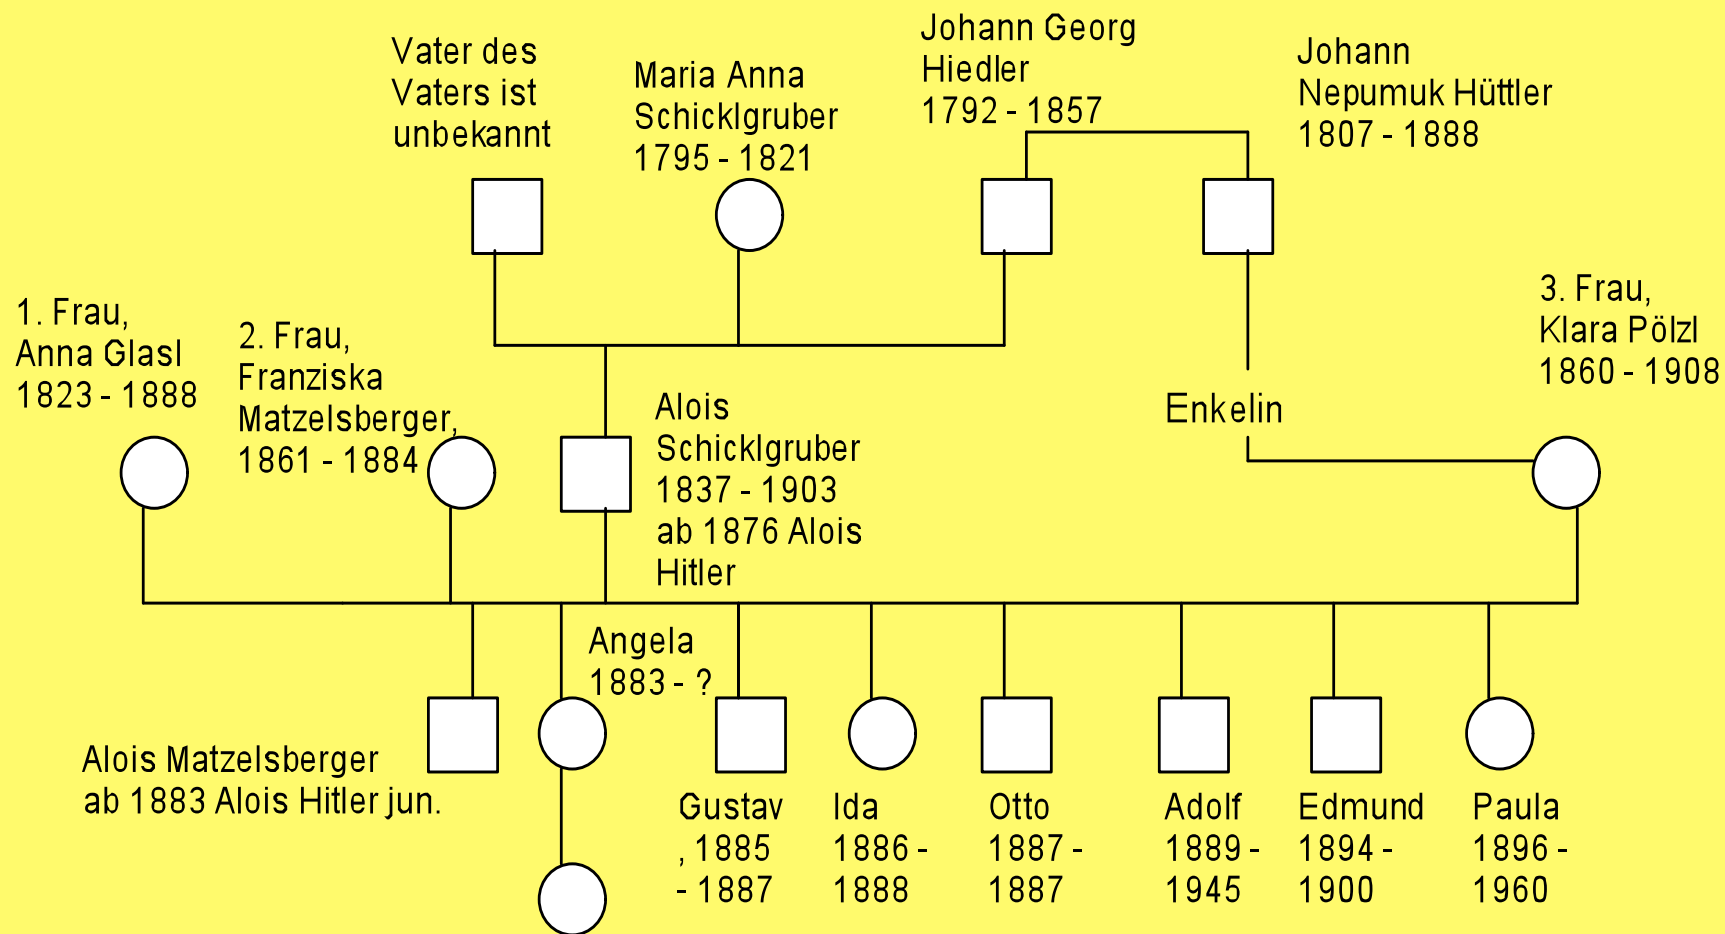 Vater des
Vaters ist
unbekannt
Maria Anna
Schicklgruber
1795 - 1821
Johann Georg
Hiedler
1792 - 1857
Johann
Nepumuk Hüttler
1807 - 1888
1. Frau,
Anna Glasl
1823 - 1888
2. Frau,
Franziska
Matzelsberger,
1861 - 1884
Alois
Schicklgruber
1837 - 1903
ab 1876 Alois
Hitler
Enkelin
3. Frau,
Klara Pölzl
1860 - 1908
Angela
1883 - ?
Alois Matzelsberger
ab 1883 Alois Hitler jun.
Gustav
, 1885
- 1887
Ida
1886 -
1888
Otto
1887 -
1887
Adolf
1889 -
1945
Edmund
1894 -
1900
Paula
1896 -
1960